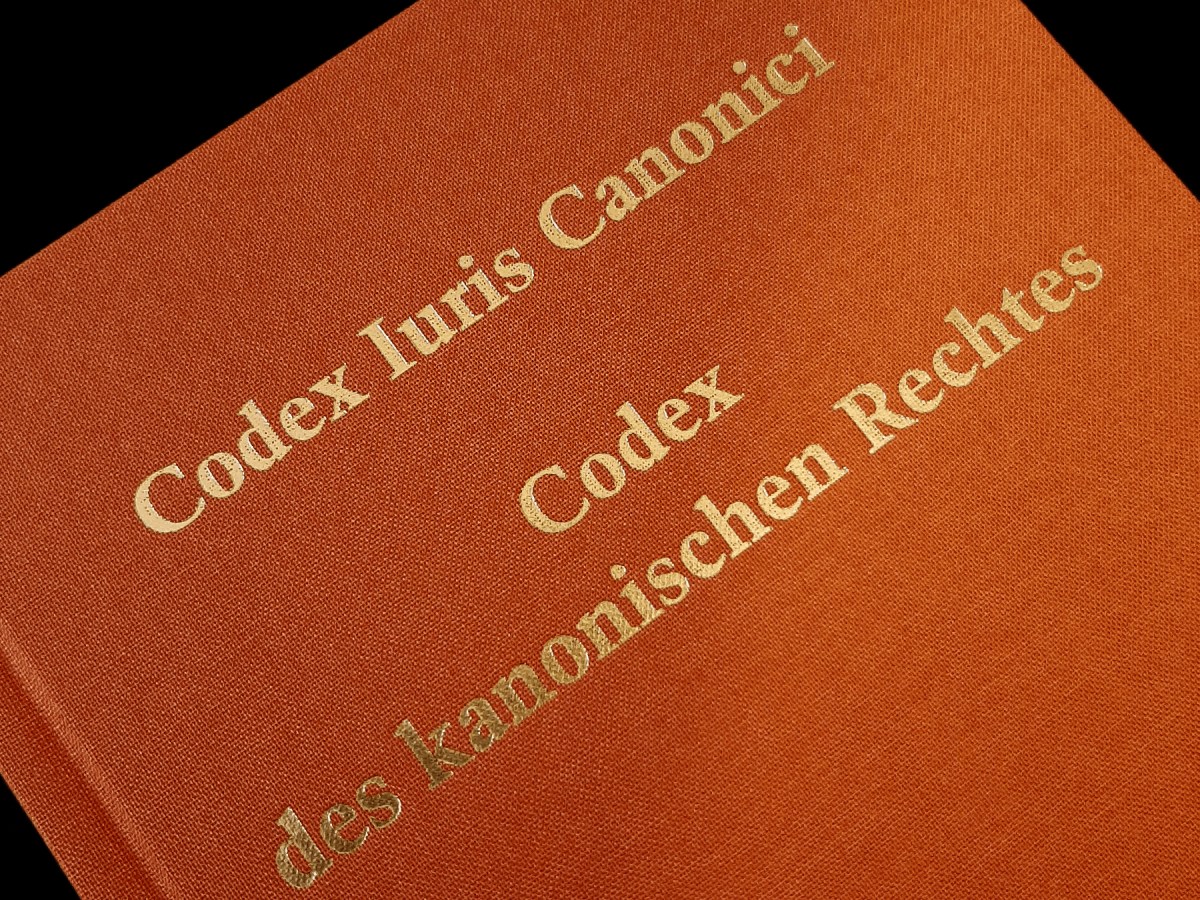 Codex Iuris Canonici
Codex
des kanonischen Rechtes